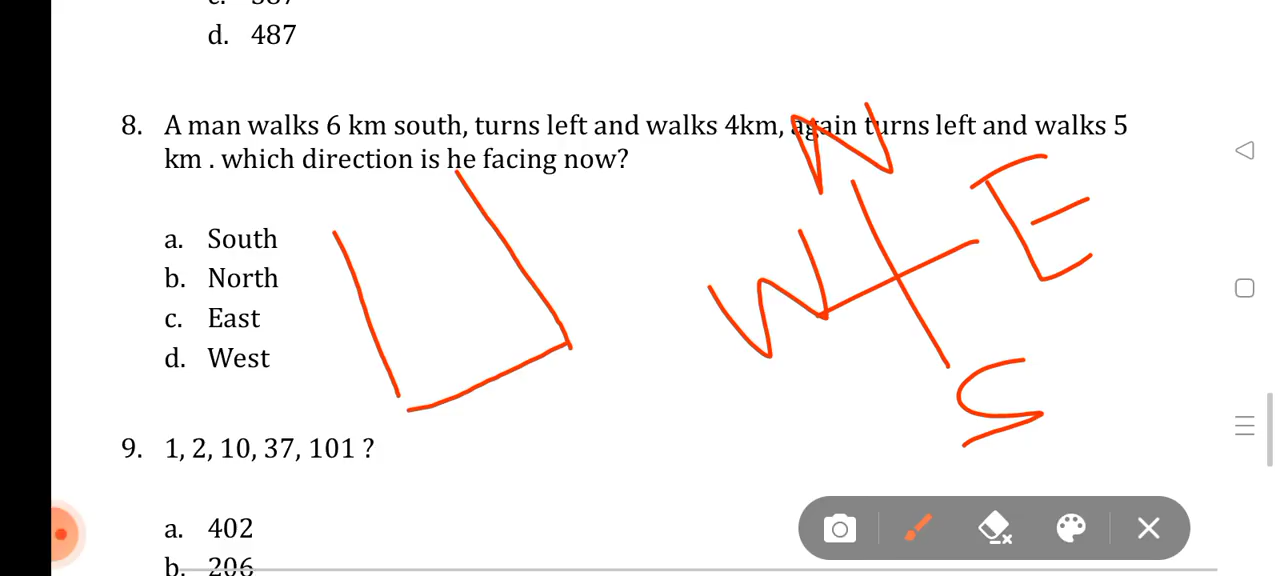 d. 487
8. A man walks 6 km south, turns left and walks 4km, again turns left and walks 5
km . which direction is he facing now?
N
E
W
S
a. South
b. North
c. East
d. West
9. 1, 2, 10, 37, 101 ?
a. 402
b. 206